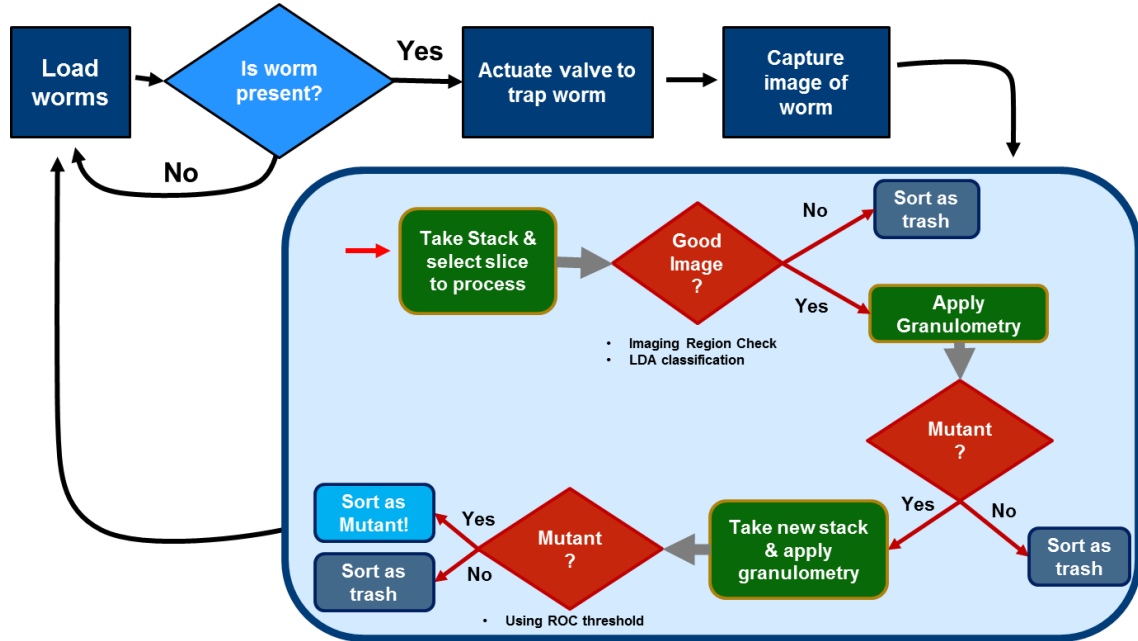 Load
worms
Is worm
present?
Yes
Actuate valve to
trap worm
Capture
image of
worm
No
Take Stack &
select slice
to process
Good
Image
?
No
Sort as
trash
Yes
Apply
Granulometry
• Imaging Region Check
• LDA classification
Mutant
?
Yes
No
Sort as
trash
Take new stack
& apply
granulometry
Mutant
?
Yes
Sort as
Mutant!
No
Sort as
trash
• Using ROC threshold